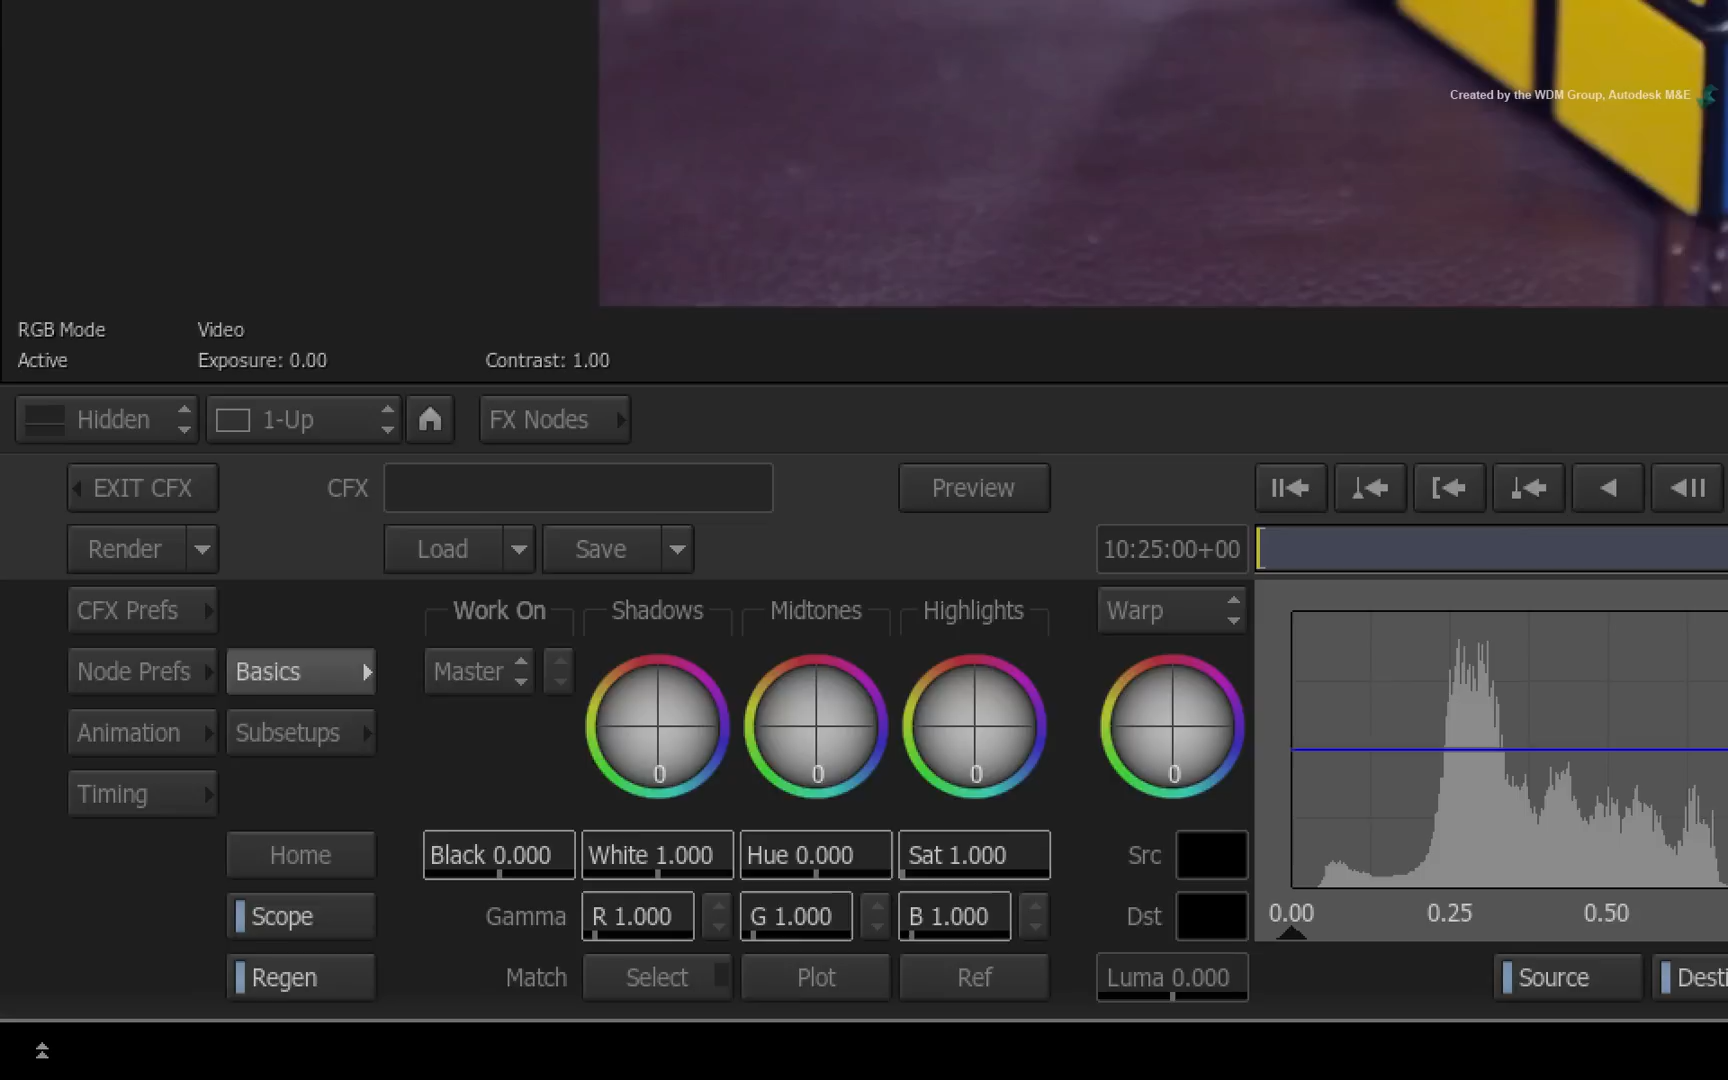 Created by the WDM Group, Autodesk M&E
RGB Mode Video
Active Exposure: 0.00 Contrast: 1.00
Hidden 1-Up FX Nodes
EXIT CFX CFX Preview
Render Load Save 10:25:00+00
CFX Prefs Work On Shadows Midtones Highlights Warp
Node Prefs Basics Master
Animation Subsetups
0 0 0 0
Timing
Home Black 0.000 White 1.000 Hue 0.000 Sat 1.000 Src
Scope Gamma R 1.000 G 1.000 B 1.000 Dst 0.00 0.25 0.50
Regen Match Select Plot Ref Luma 0.000 Source Desti